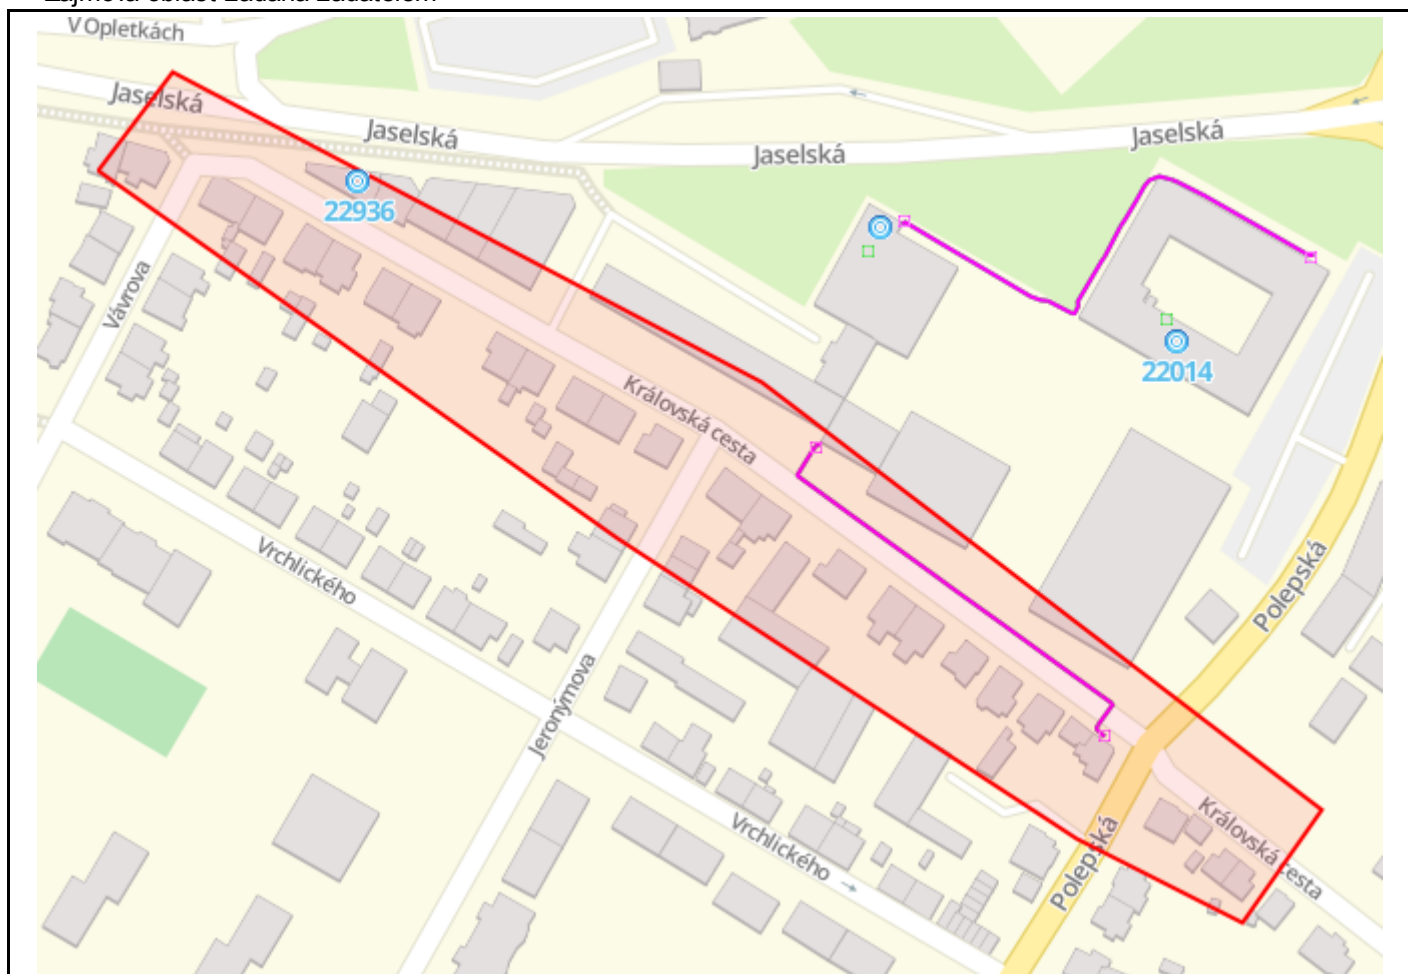 V Opletkách
Jaselská
Jaselská
Jaselská
Jaselská
22936
22014
Vávrova
Královská cesta
Vrchlického
Polepská
Jeronýmova
Vrchlického
Polepská
Královská cesta